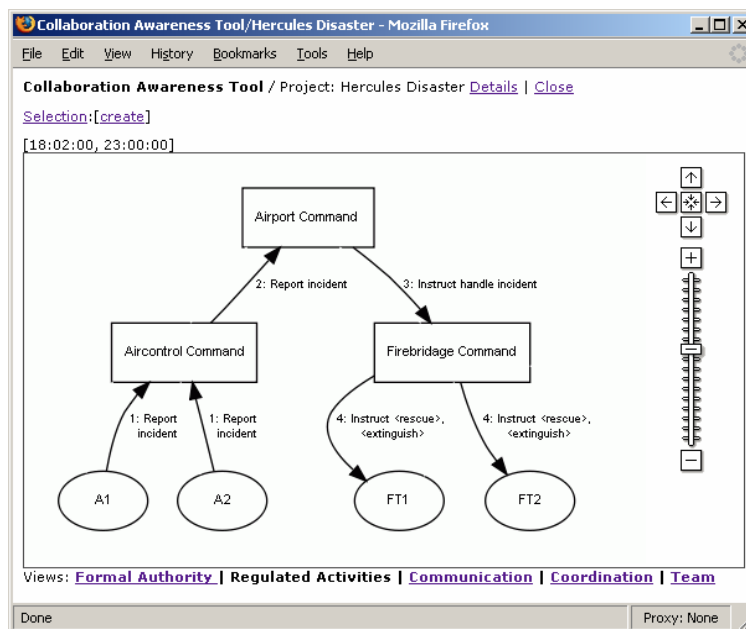 Collaboration Awareness Tool/Hercules Disaster - Mozilla Firefox
File Edit View History Bookmarks Tools Help
Collaboration Awareness Tool / Project: Hercules Disaster Details | Close
Selection:[create]
[18:02:00, 23:00:00]
Airport Command
2: Report incident
3: Instruct handle incident
Aircontrol Command
Firebridage Command
1: Report
incident
1: Report
incident
4: Instruct <rescue>,
<extinguish>
4: Instruct <rescue>,
<extinguish>
A1
A2
FT1
FT2
Views: Formal Authority | Regulated Activities | Communication | Coordination | Team
Done
Proxy: None